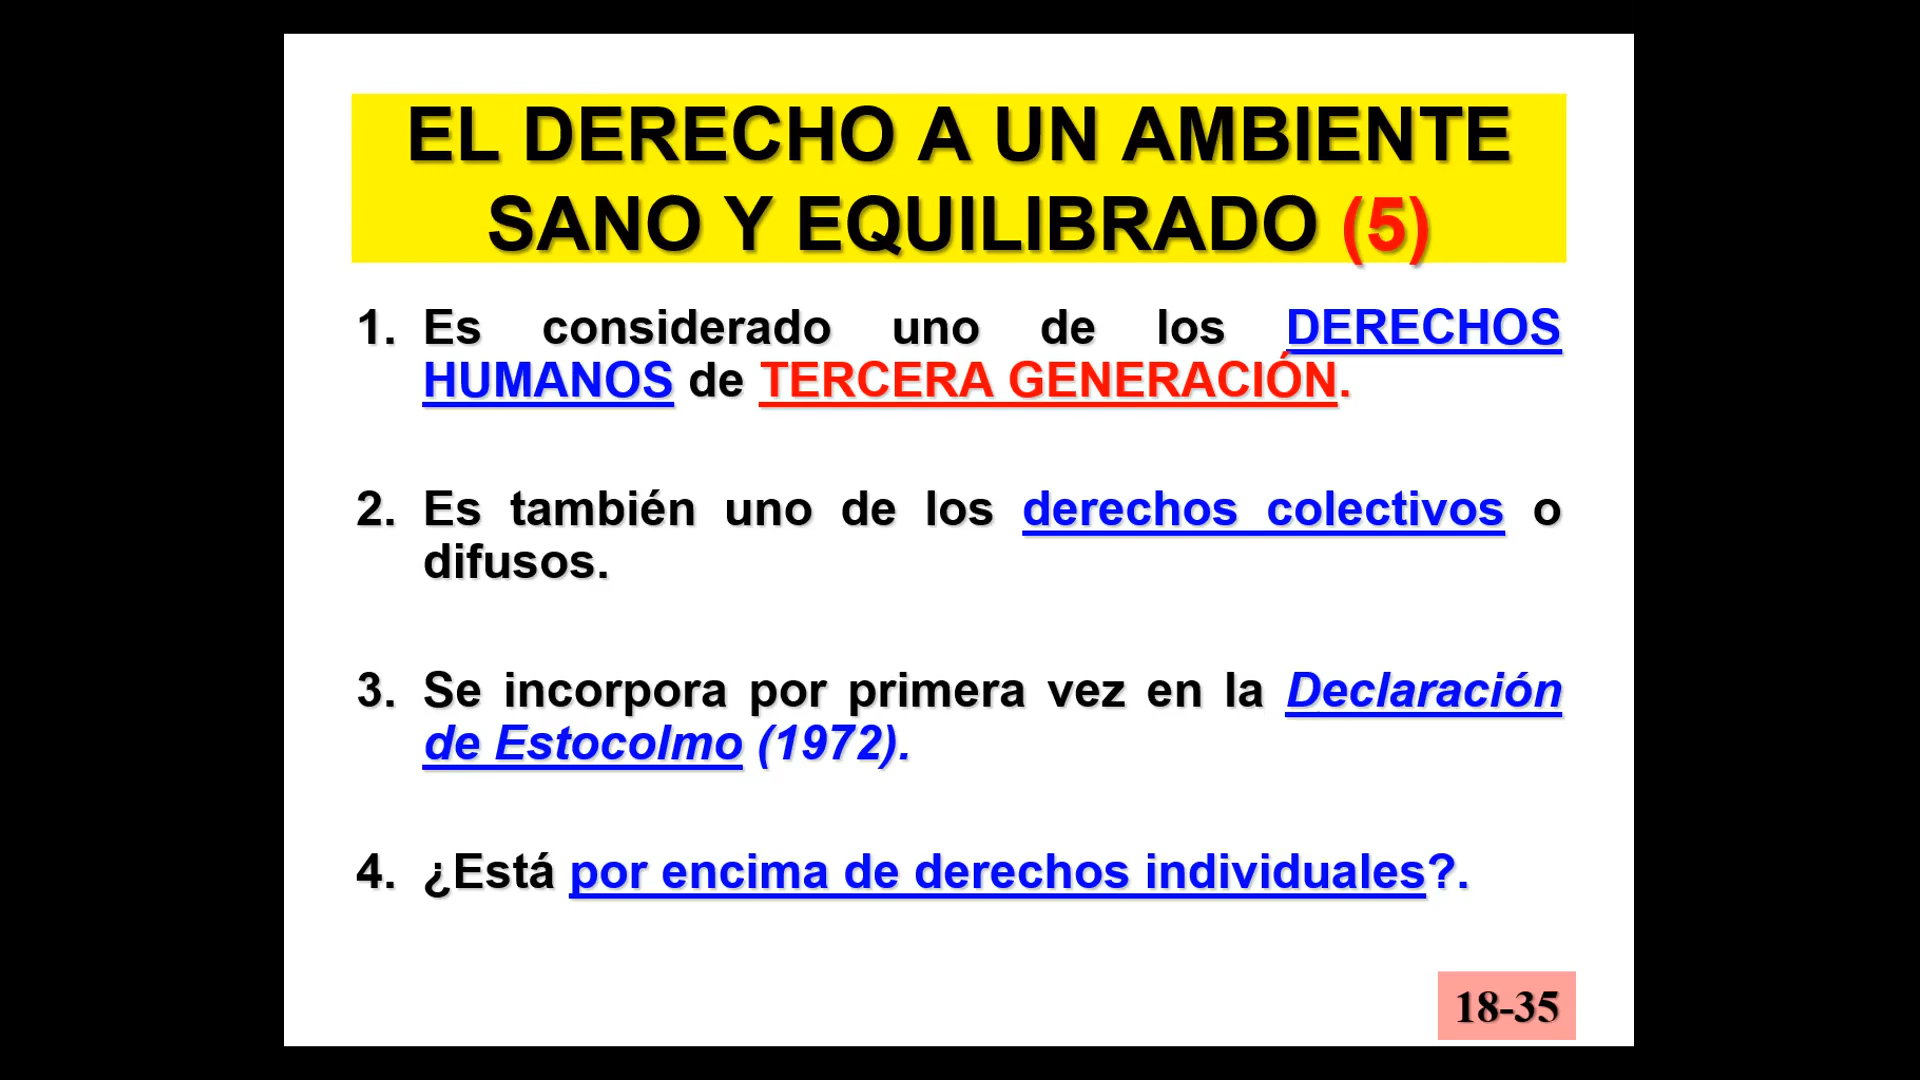 EL DERECHO A UN AMBIENTE
SANO Y EQUILIBRADO (5)
1. Es considerado uno de los DERECHOS
HUMANOS de TERCERA GENERACIÓN.
2. Es también uno de los derechos colectivos o
difusos.
3. Se incorpora por primera vez en la Declaración
de Estocolmo (1972).
4. ¿Está por encima de derechos individuales?.
18-35